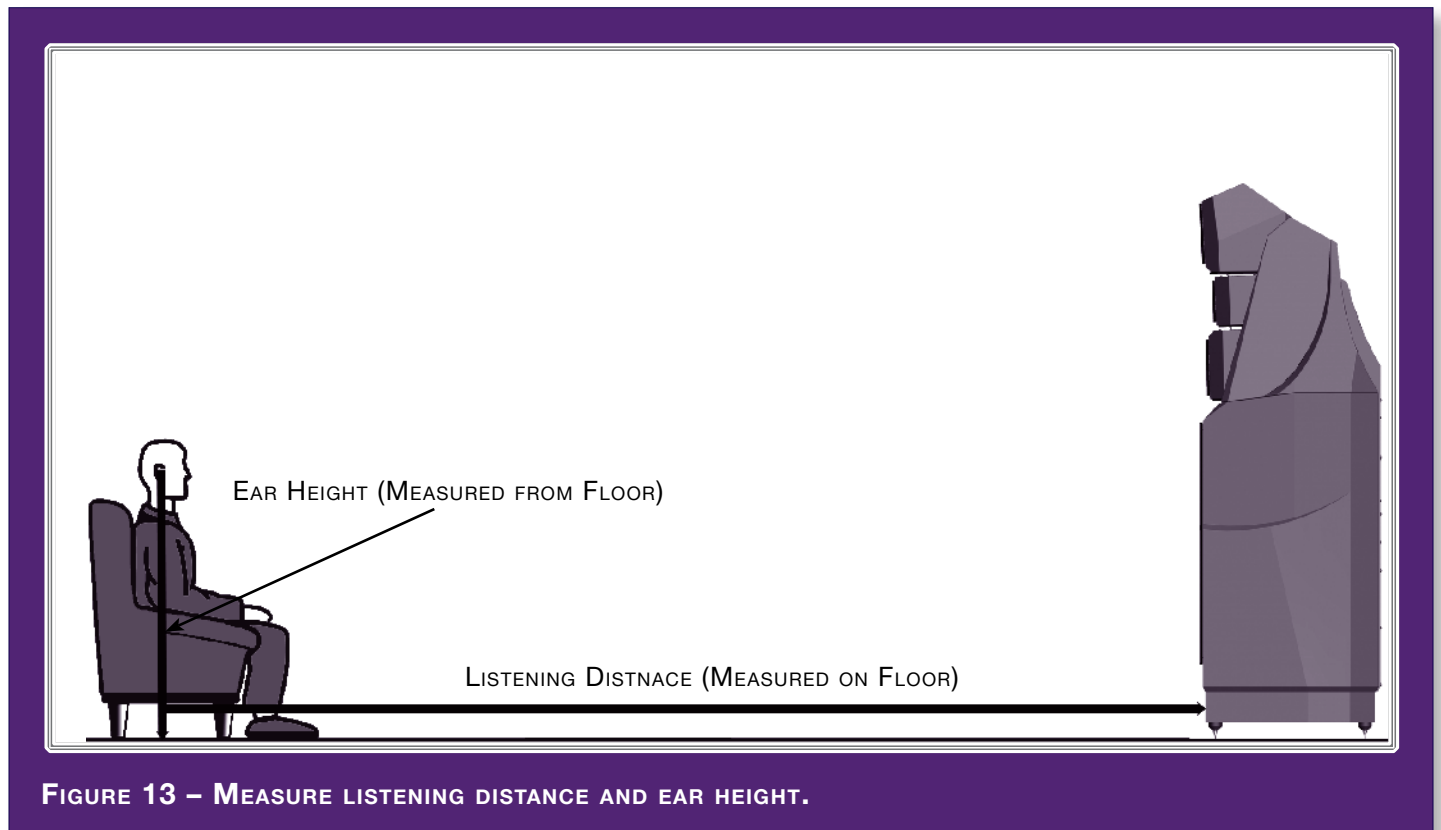 Ear Height (Measured from Floor)
Listening Distnace (Measured on Floor)
Figure 13 – Measure listening distance and ear height.